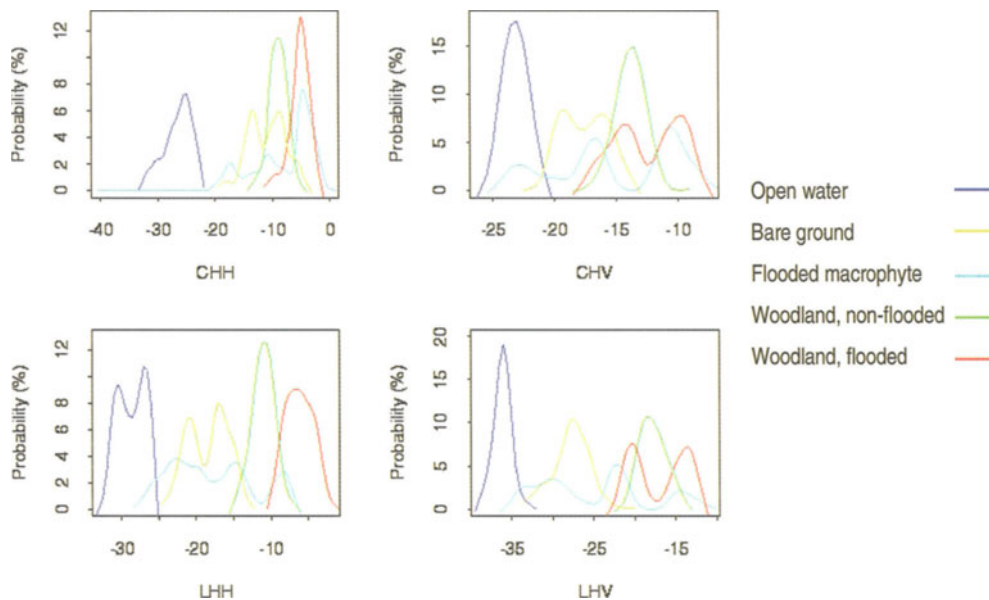 Probability (%)
12
8
6
4
2
0
-40
-30
-20
-10
0
CHH
Probability (%)
15
10
5
0
-25
-20
-15
-10
CHV
Open water
Bare ground
Flooded macrophyte
Woodland, non-flooded
Woodland, flooded
Probability (%)
12
8
6
4
2
0
-30
-20
-10
LHH
Probability (%)
20
15
10
5
0
-35
-25
-15
LHV